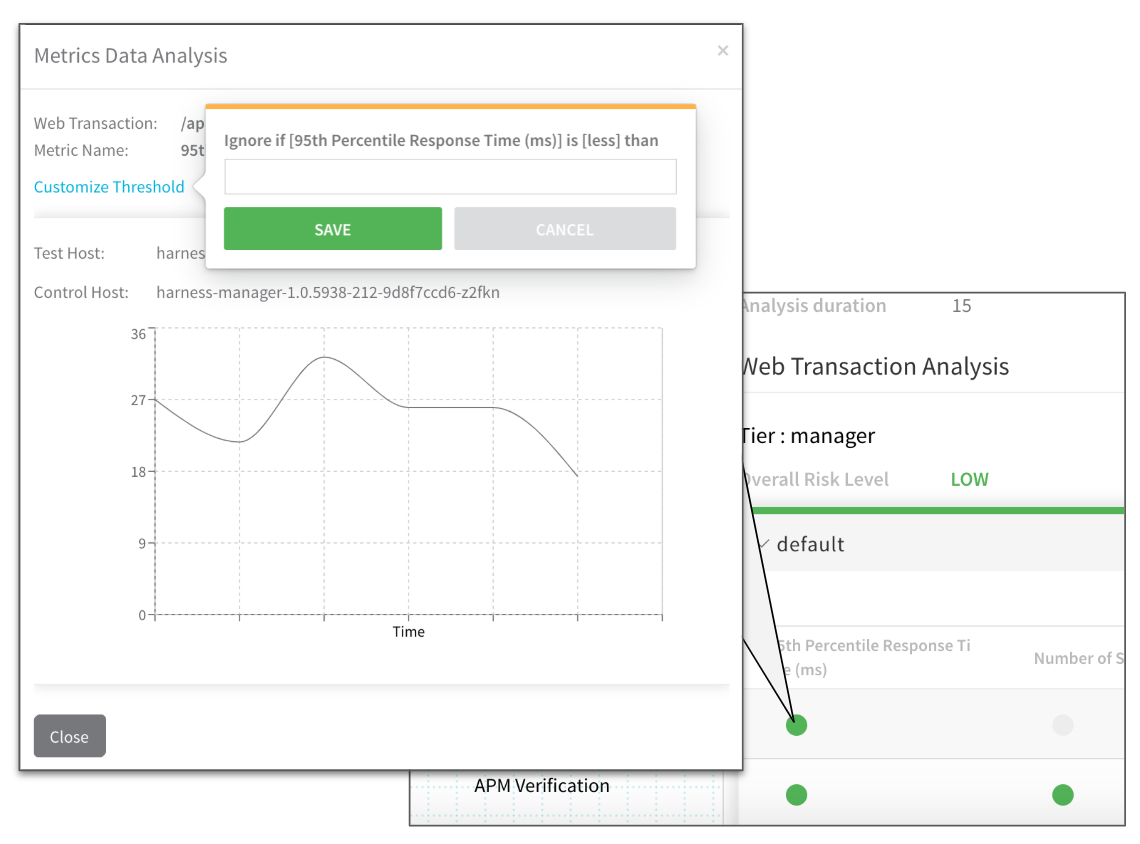 Metrics Data Analysis
×
Web Transaction: /ap
Metric Name: 95t
Customize Threshold
Ignore if [95th Percentile Response Time (ms)] is [less] than
SAVE
CANCEL
Test Host: harnes
Control Host: harness-manager-1.0.5938-212-9d8f7ccd6-z2fkn
36
27
18
9
0
Time
Close
Analysis duration 15
Web Transaction Analysis
Tier : manager
Overall Risk Level LOW
default
5th Percentile Response Ti
e (ms)
Number of S
APM Verification